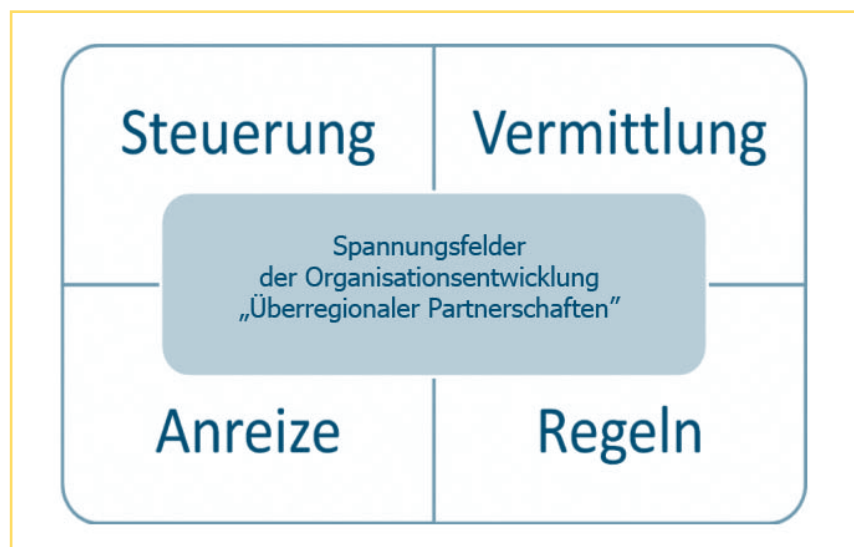 Steuerung
Vermittlung
Spannungsfelder
der Organisationsentwicklung
„Überregionaler Partnerschaften”
Anreize
Regeln